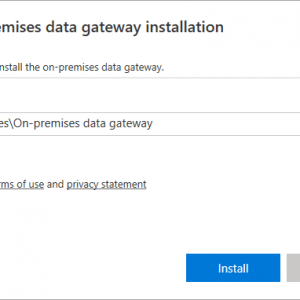 emises data gateway installation
nstall the on-premises data gateway.
es\On-premises data gateway
rms of use and privacy statement
Install